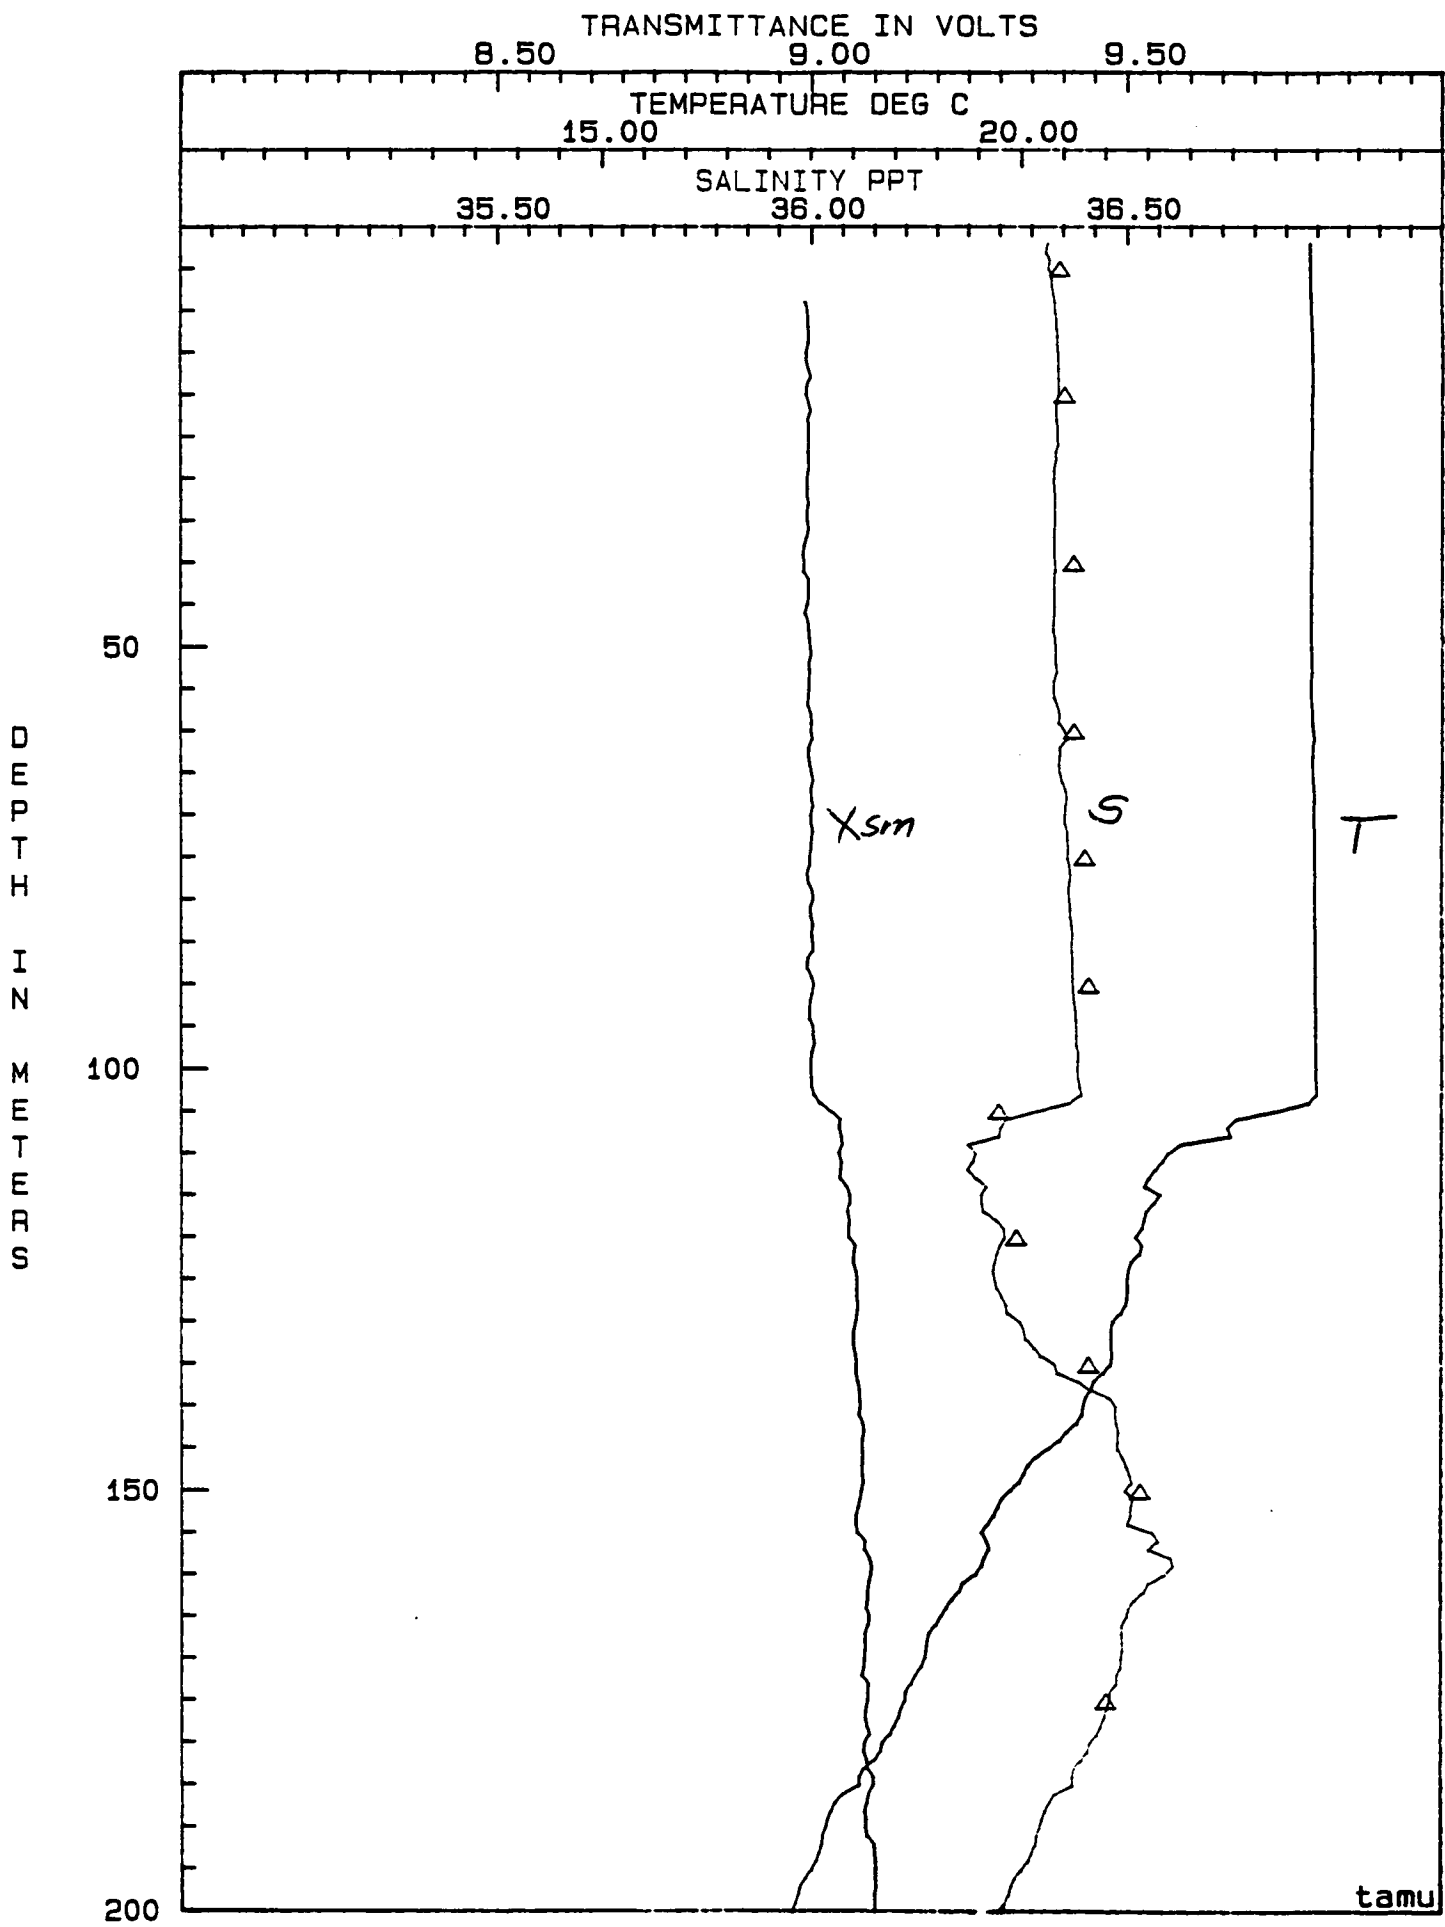 TRANSMITTANCE IN VOLTS
8.50 9.00 9.50
TEMPERATURE DEG C
15.00 20.00
SALINITY PPT
35.50 36.00 36.50
50
100
150
200
DEPTH IN METERS
Xsm
S
T
tamu